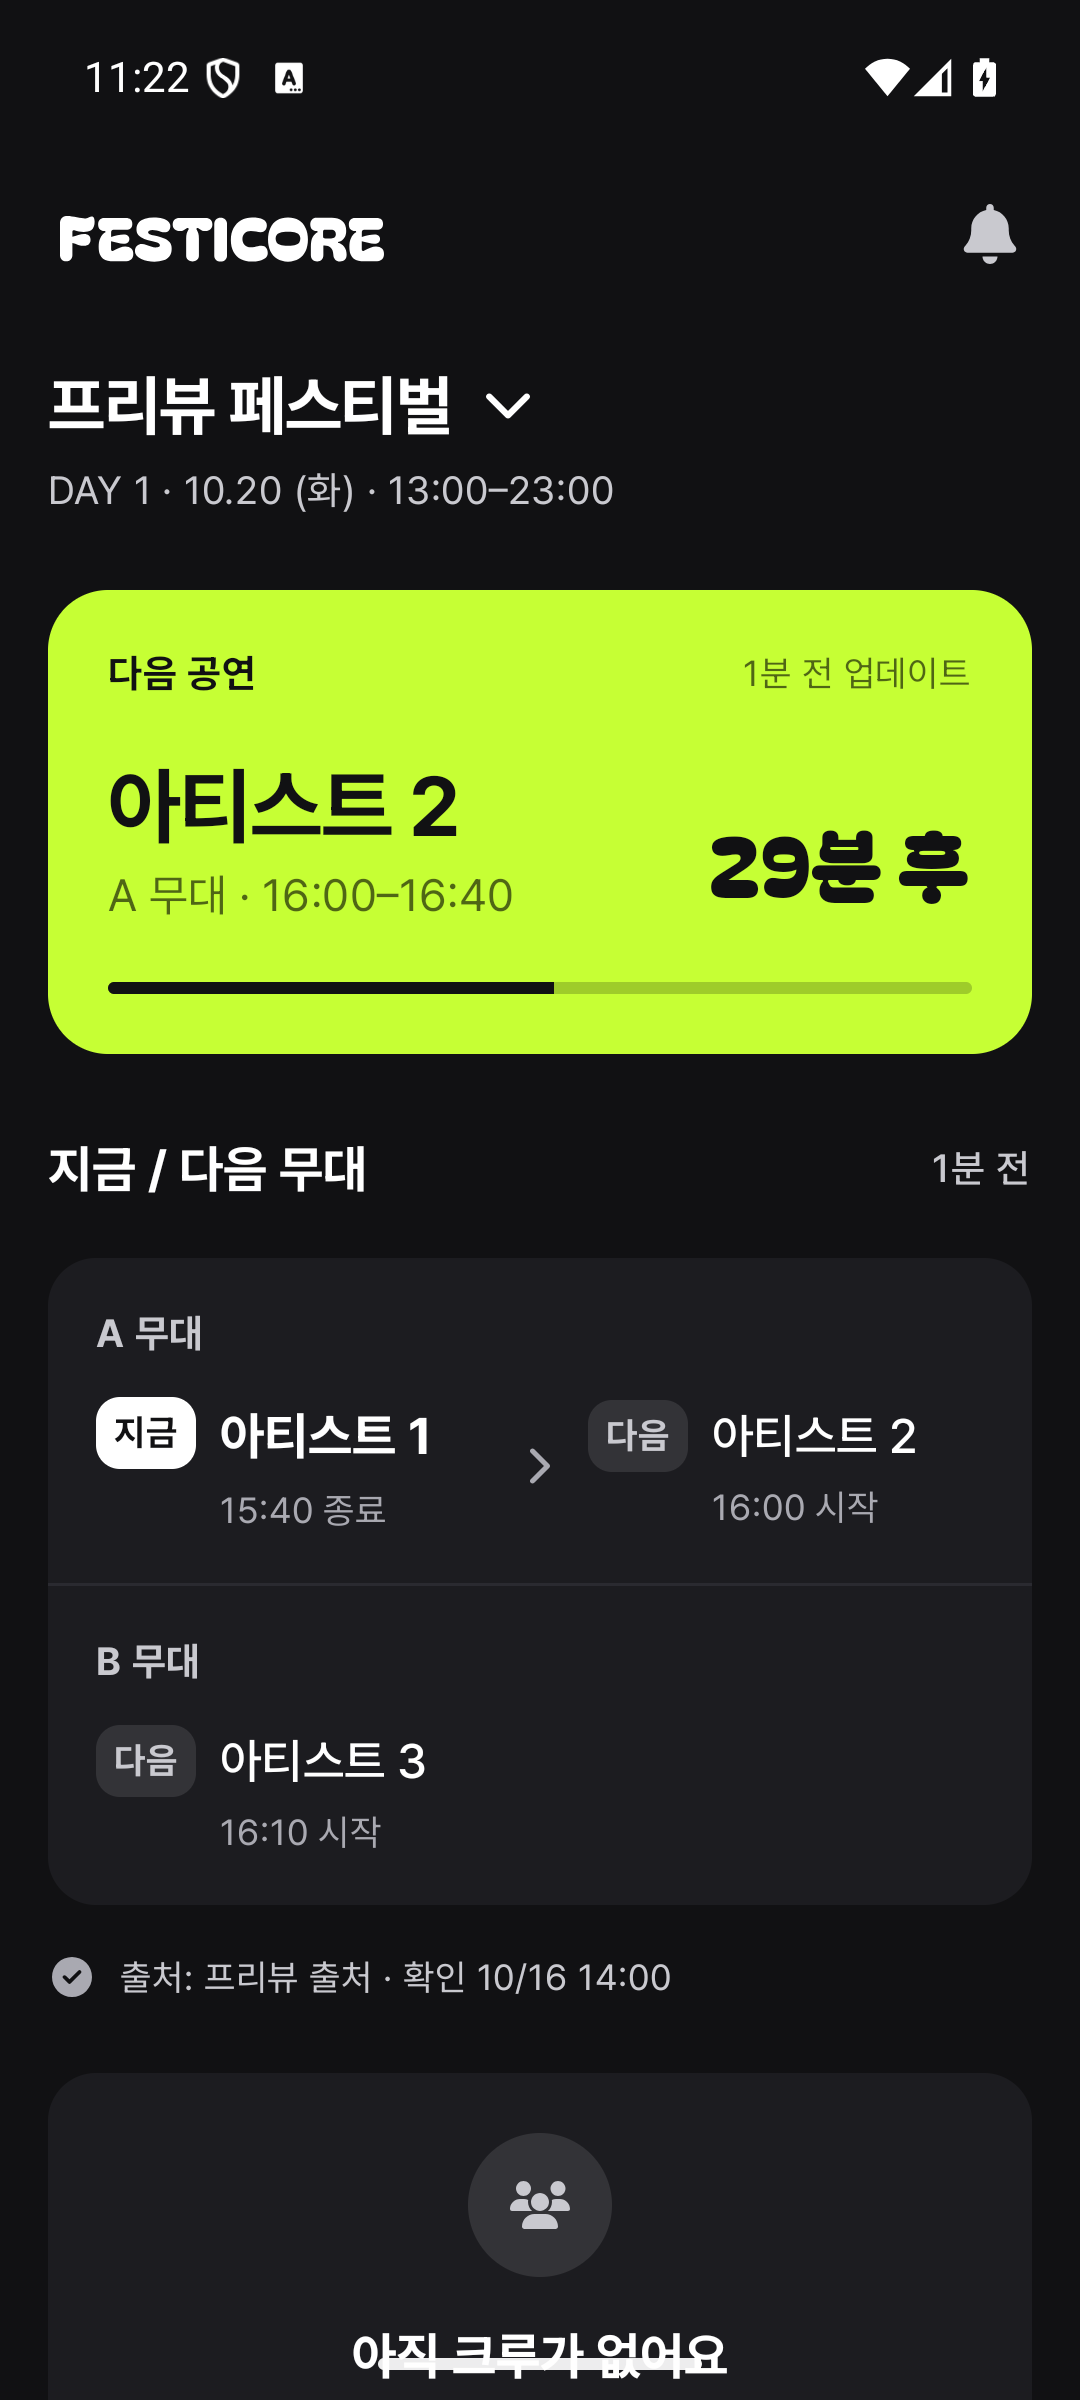 11:22
FESTICORE
프리뷰 페스티벌
DAY 1 · 10.20 (화) · 13:00–23:00
다음 공연
1분 전 업데이트
아티스트 2
A 무대 · 16:00–16:40
29분 후
지금 / 다음 무대
1분 전
A 무대
지금 아티스트 1
15:40 종료
다음 아티스트 2
16:00 시작
B 무대
다음 아티스트 3
16:10 시작
출처: 프리뷰 출처 · 확인 10/16 14:00
아직 크루가 없어요